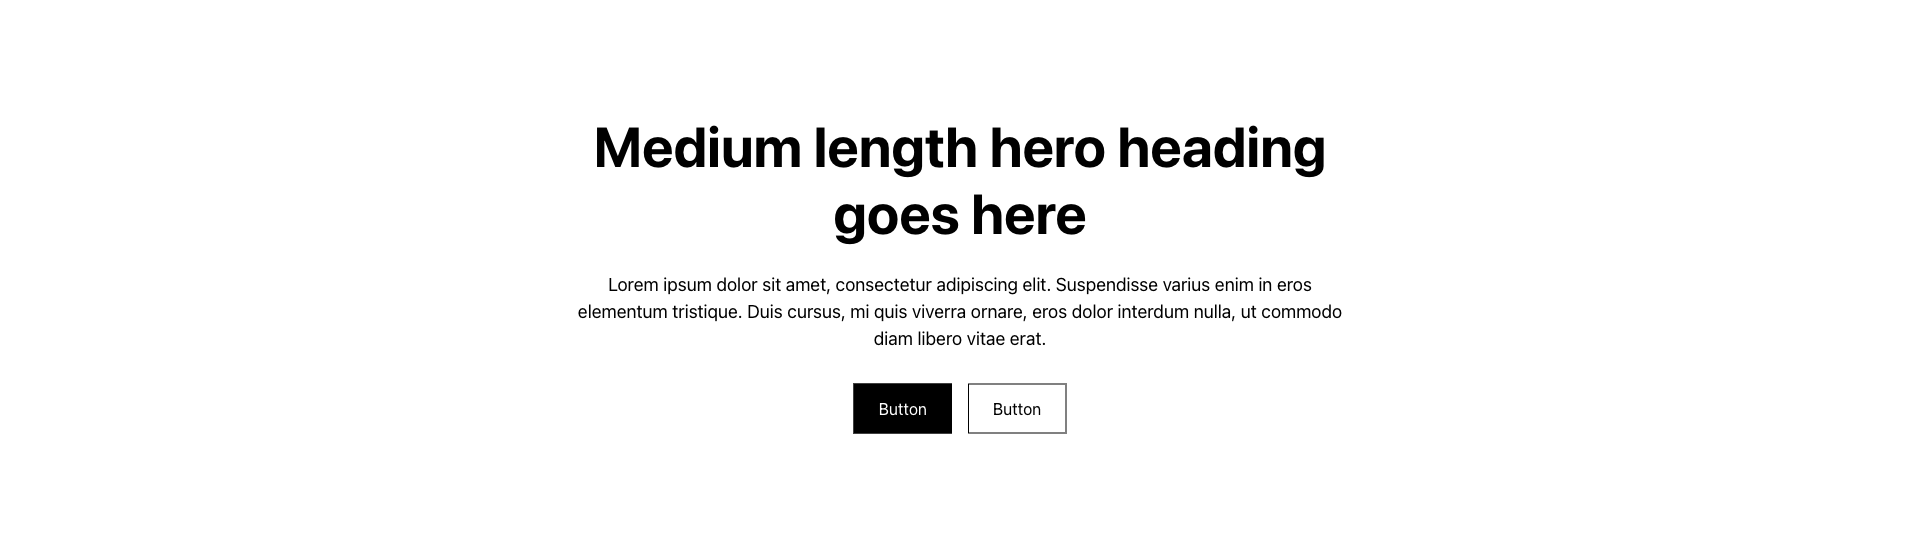 Medium length hero heading
goes here
Lorem ipsum dolor sit amet, consectetur adipiscing elit. Suspendisse varius enim in eros
elementum tristique. Duis cursus, mi quis viverra ornare, eros dolor interdum nulla, ut commodo
diam libero vitae erat.
Button
Button